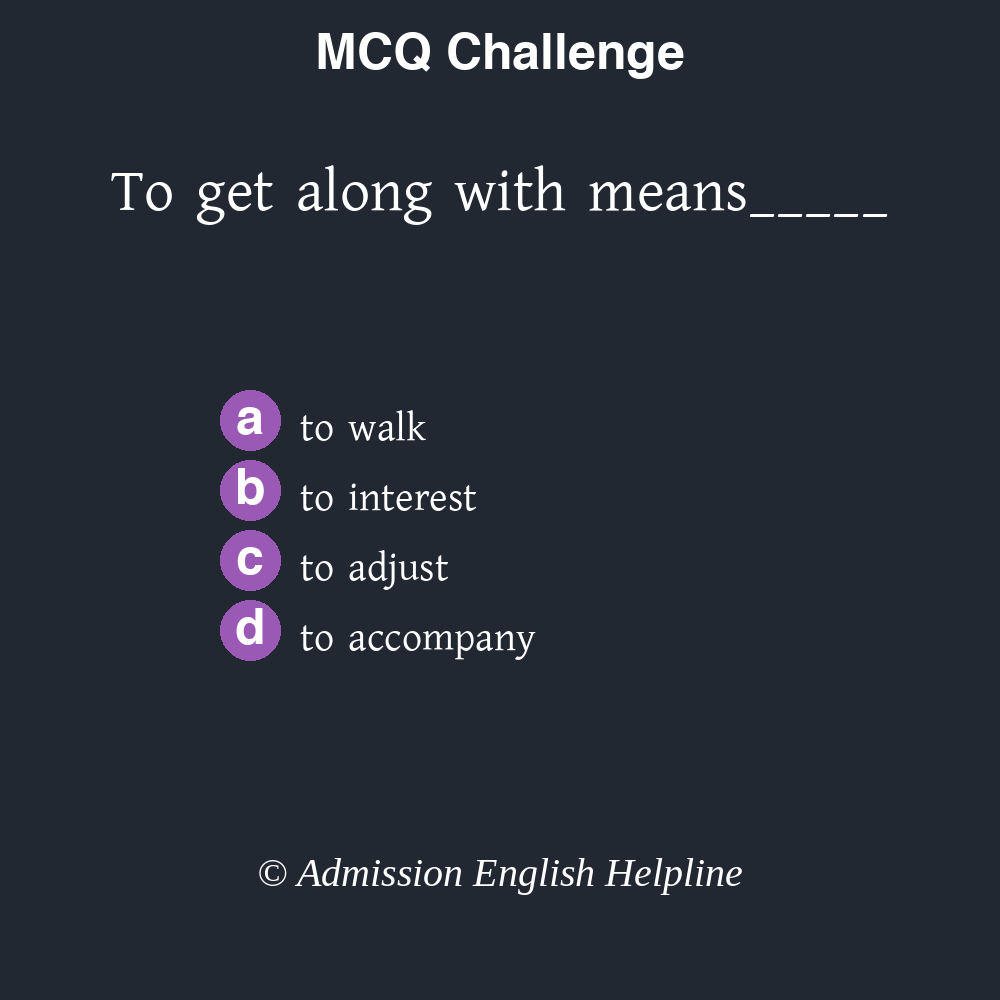 MCQ Challenge
To get along with means_____
a to walk
b to interest
c to adjust
d to accompany
© Admission English Helpline